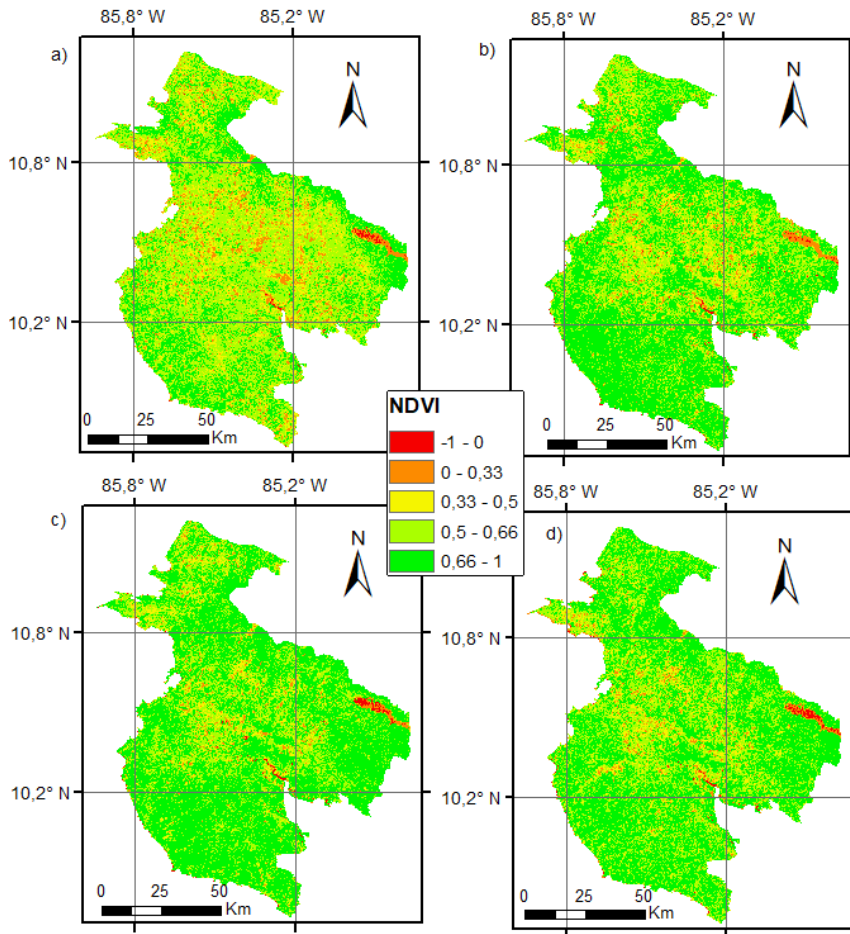 85,8° W 85,2° W
a)
N
10,8° N
10,2° N
0 25 50
Km
85,8° W 85,2° W
b)
N
10,8° N
10,2° N
0 25 50
Km
NDVI
-1 - 0
0 - 0,33
0,33 - 0,5
0,5 - 0,66
0,66 - 1
85,8° W 85,2° W
c)
N
10,8° N
10,2° N
0 25 50
Km
85,8° W 85,2° W
d)
N
10,8° N
10,2° N
0 25 50
Km